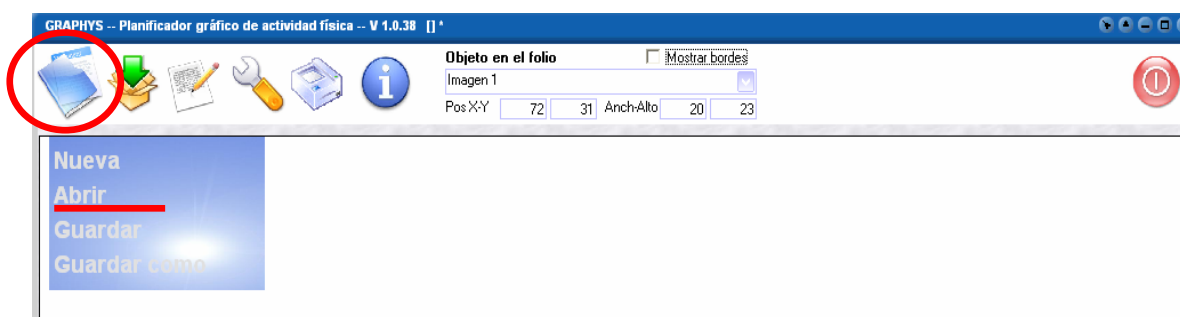 GRAPHYS -- Planificador gráfico de actividad física -- V 1.0.38 [] *
Objeto en el folio Mostrar bordes
Imagen 1
Pos X-Y 72 31 Anch-Alto 20 23
Nueva
Abrir
Guardar
Guardar como